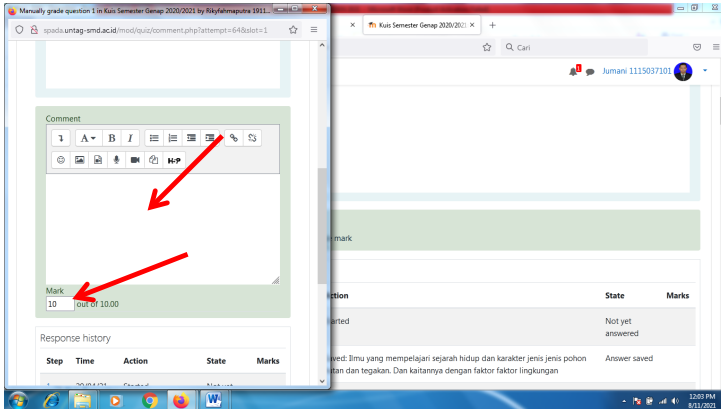 Manually grade question 1 in Kuis Semester Genap 2020/2021 by Rikyfahmaputra 1911...
spada.untag-smd.ac.id/mod/quiz/comment.php?attempt=64&slot=1
Comment
A B I
H-P
Mark
10 out of 10.00
Response history
Step Time Action State Marks
Kuis Semester Genap 2020/2021
Cari
Jumani 1115037101
mark
ction
State Marks
tarted
Not yet
answered
ved: Ilmu yang mempelajari sejarah hidup dan karakter jenis jenis pohon
Answer saved
tan dan tegakan. Dan kaitannya dengan faktor faktor lingkungan
12:03 PM
8/11/2021